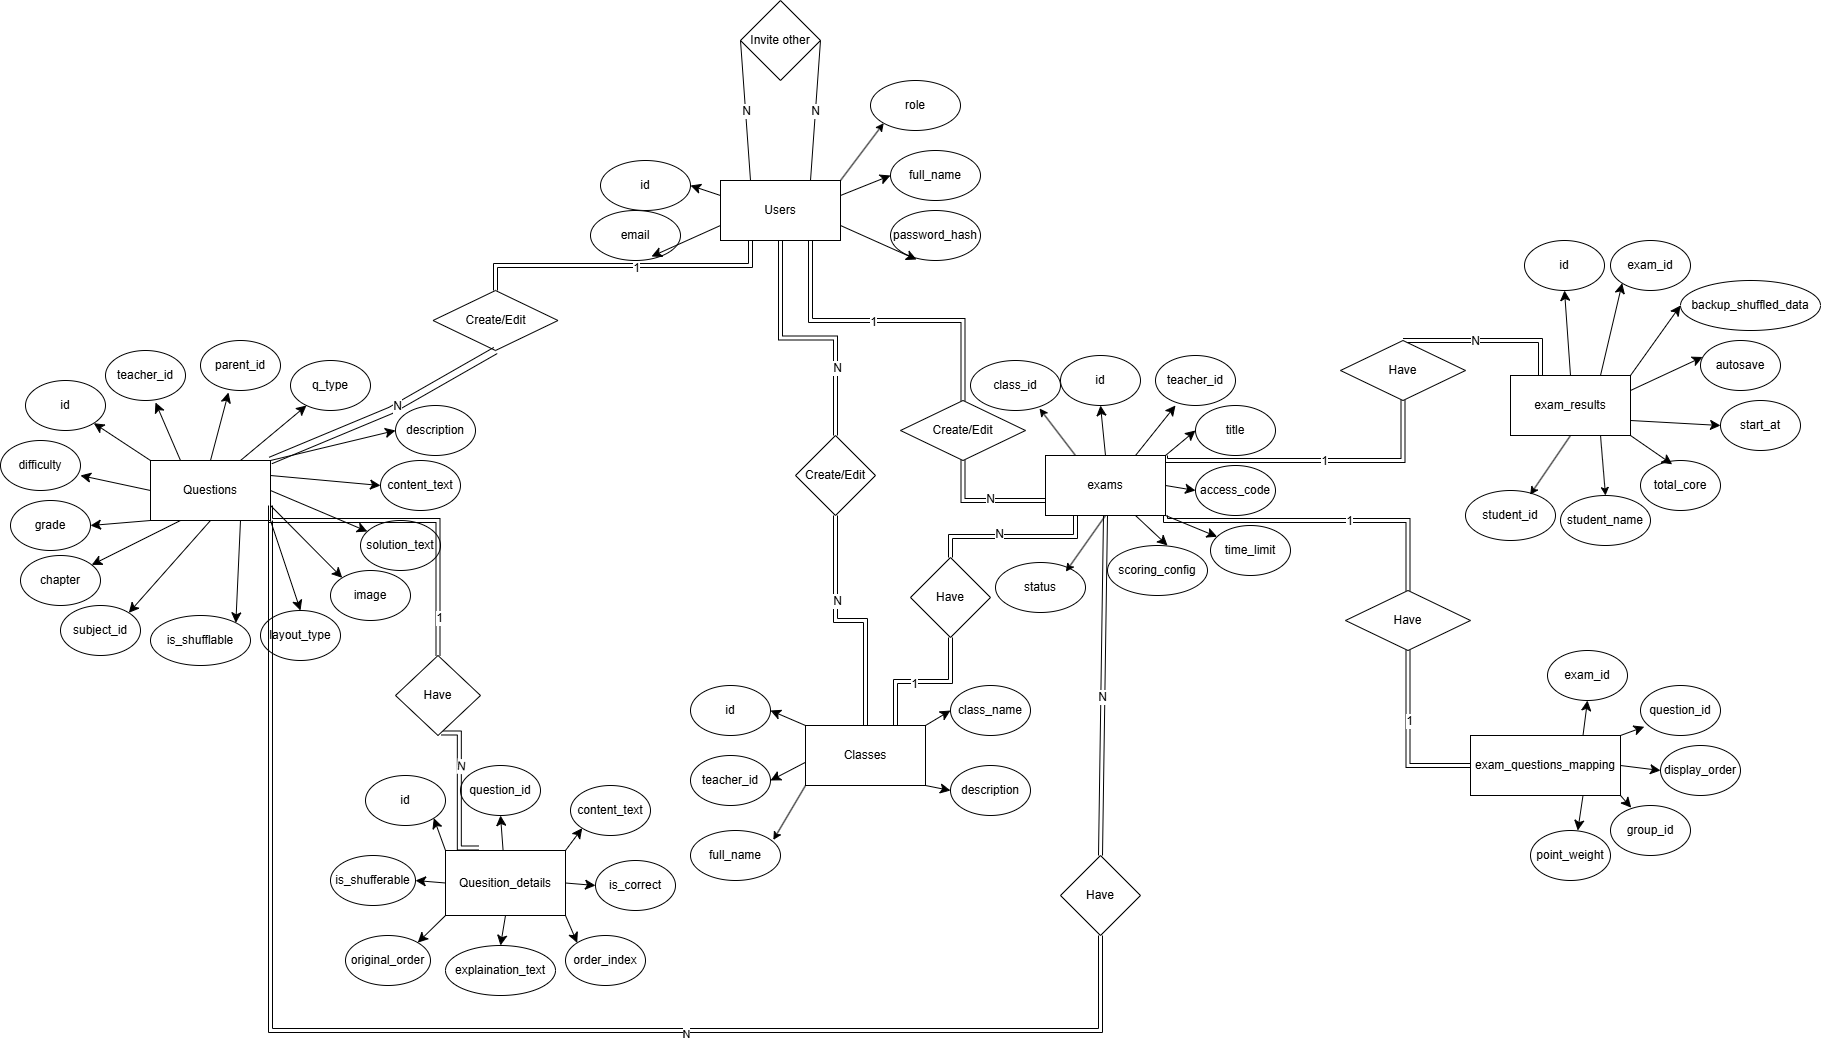 Invite other
N
N
role
full_name
id
Users
email
password_hash
1
Create/Edit
1
N
id
exam_id
backup_shuffled_data
autosave
exam_results
start_at
total_core
student_id
student_name
N
Have
1
teacher_id
parent_id
q_type
id
N
description
difficulty
Questions
content_text
grade
solution_text
chapter
image
subject_id
is_shufflable
layout_type
1
Create/Edit
class_id
id
teacher_id
title
Create/Edit
exams
access_code
N
time_limit
scoring_config
status
N
1
Have
N
Have
1
Have
N
1
exam_id
question_id
exam_questions_mapping
display_order
group_id
point_weight
id
class_name
Classes
teacher_id
description
full_name
Have
N
id
question_id
content_text
is_shufferable
Quesition_details
is_correct
original_order
explaination_text
order_index
Have
N